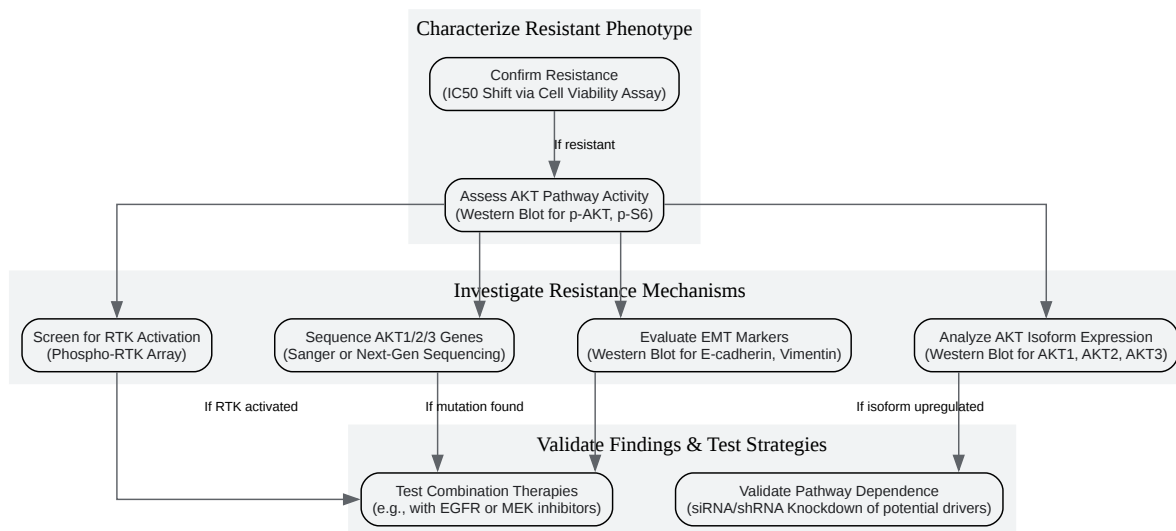 Characterize Resistant Phenotype
Confirm Resistance
(IC50 Shift via Cell Viability Assay)
If resistant
Assess AKT Pathway Activity
(Western Blot for p-AKT, p-S6)
Investigate Resistance Mechanisms
Screen for RTK Activation
(Phospho-RTK Array)
Sequence AKT1/2/3 Genes
(Sanger or Next-Gen Sequencing)
Evaluate EMT Markers
(Western Blot for E-cadherin, Vimentin)
Analyze AKT Isoform Expression
(Western Blot for AKT1, AKT2, AKT3)
If RTK activated
If mutation found
If isoform upregulated
Validate Findings & Test Strategies
Test Combination Therapies
(e.g., with EGFR or MEK inhibitors)
Validate Pathway Dependence
(siRNA/shRNA Knockdown of potential drivers)